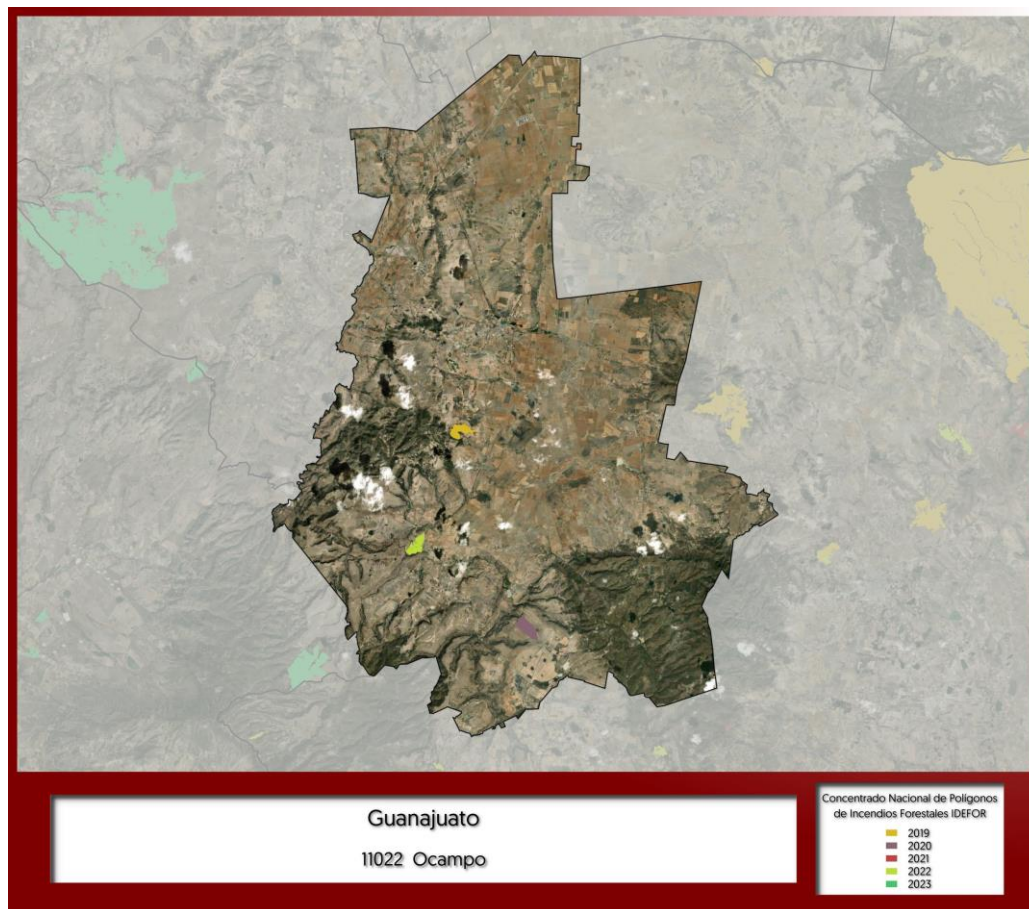 Guanajuato
11022 Ocampo
Concentrado Nacional de Polígonos
de Incendios Forestales IDEFOR
2019
2020
2021
2022
2023